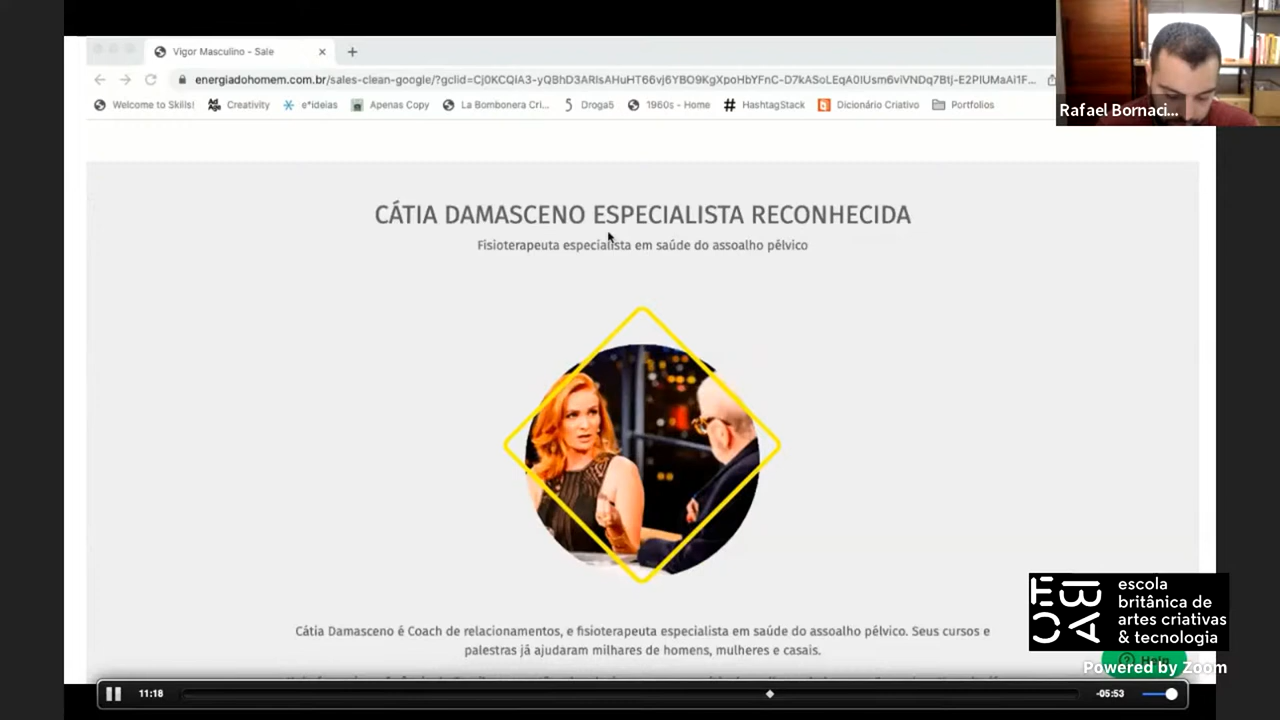 Vigor Masculino - Sale
energiadohomem.com.br/sales-clean-google/?gclid=Cj0KCQIA3-yQBhD3ARIsAHuHT66vj6YBO9KgXpoHbYFnC-D7kASoLEqA0IUsm6viVNDq7Btj-E2PIUMaAi1F...
Welcome to Skills! Creativity e*ideias Apenas Copy La Bombonera Cri... Droga5 1960s - Home HashtagStack Dicionário Criativo Portfolios
Rafael Bornaci...
CÁTIA DAMASCENO ESPECIALISTA RECONHECIDA
Fisioterapeuta especialista em saúde do assoalho pélvico
Cátia Damasceno é Coach de relacionamentos, e fisioterapeuta especialista em saúde do assoalho pélvico. Seus cursos e
palestras já ajudaram milhares de homens, mulheres e casais.
escola
britânica de
artes criativas
& tecnologia
Help
Powered by Zoom
11:18
-05:53